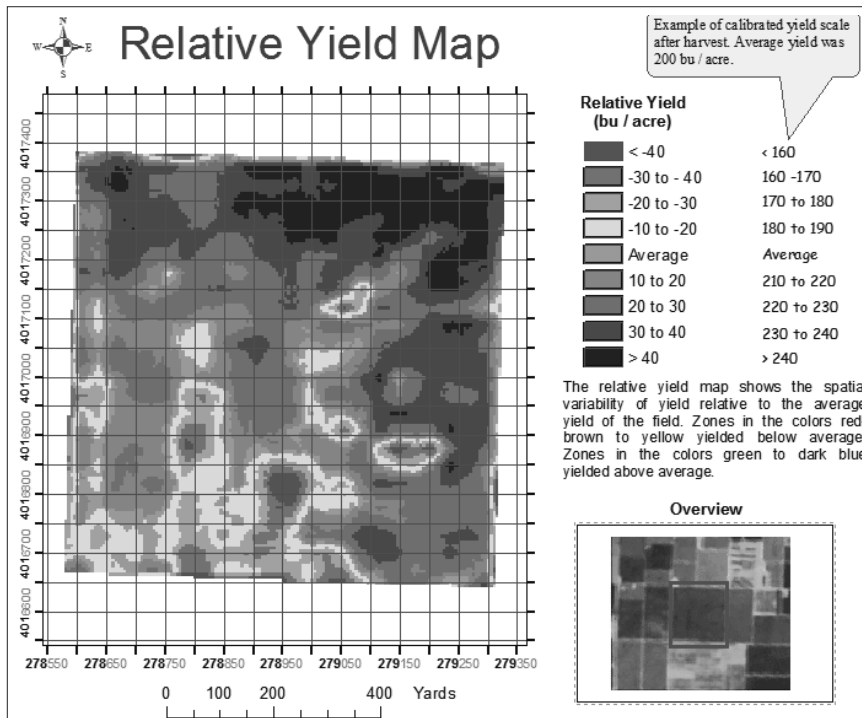 N
W E
S
Relative Yield Map
Example of calibrated yield scale
after harvest. Average yield was
200 bu / acre.
Relative Yield
(bu / acre)
< -40 < 160
-30 to - 40 160 -170
-20 to -30 170 to 180
-10 to -20 180 to 190
Average Average
10 to 20 210 to 220
20 to 30 220 to 230
30 to 40 230 to 240
> 40 > 240
The relative yield map shows the spatia
variability of yield relative to the average
yield of the field. Zones in the colors red
brown to yellow yielded below average
Zones in the colors green to dark blue
yielded above average.
Overview
4017400
4017300
4017200
4017100
4017000
4016900
4016800
4016700
4016600
278550 278650 278750 278850 278950 279050 279150 279250 279350
0 100 200 400 Yards